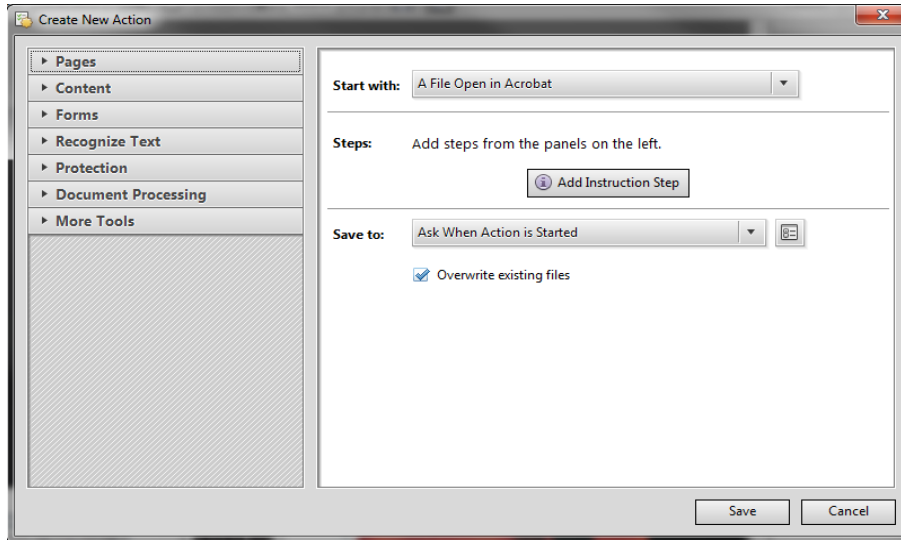 Create New Action
Pages
Content
Forms
Recognize Text
Protection
Document Processing
More Tools
Start with: A File Open in Acrobat
Steps: Add steps from the panels on the left.
Add Instruction Step
Save to: Ask When Action is Started
Overwrite existing files
Save Cancel